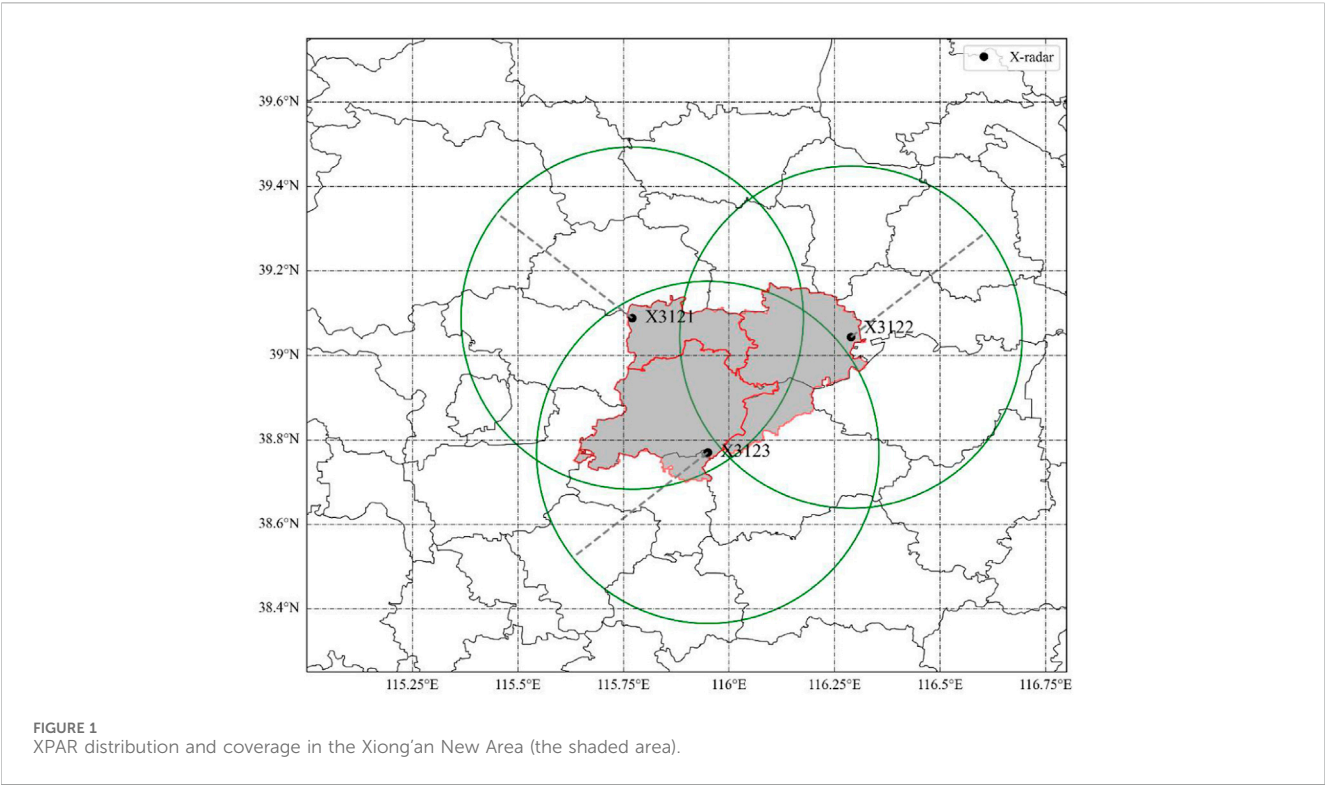 X-radar
39.6°N
39.4°N
39.2°N
39°N
38.8°N
38.6°N
38.4°N
X3121
X3122
X3123
115.25°E 115.5°E 115.75°E 116°E 116.25°E 116.5°E 116.75°E
FIGURE 1
XPAR distribution and coverage in the Xiong'an New Area (the shaded area).